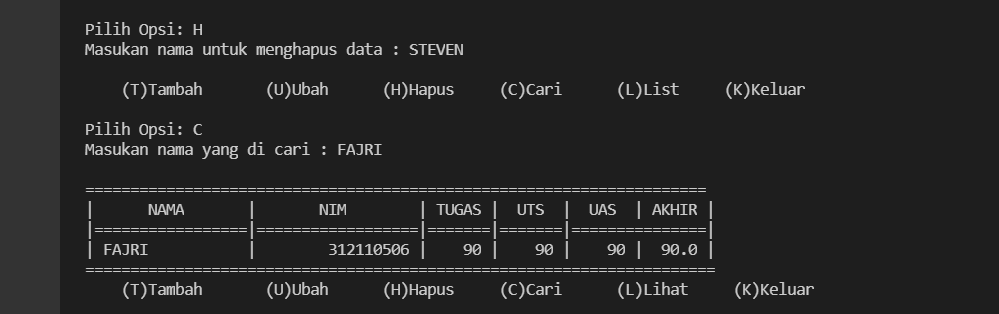 Pilih Opsi: H
Masukan nama untuk menghapus data : STEVEN
(T)Tambah (U)Ubah (H)Hapus (C)Cari (L)List (K)Keluar
Pilih Opsi: C
Masukan nama yang di cari : FAJRI
=====================================================================
| NAMA | NIM | TUGAS | UTS | UAS | AKHIR |
|=================|==================|=======|=======|===============|
| FAJRI | 312110506 | 90 | 90 | 90 | 90.0 |
======================================================================
(T)Tambah (U)Ubah (H)Hapus (C)Cari (L)Lihat (K)Keluar